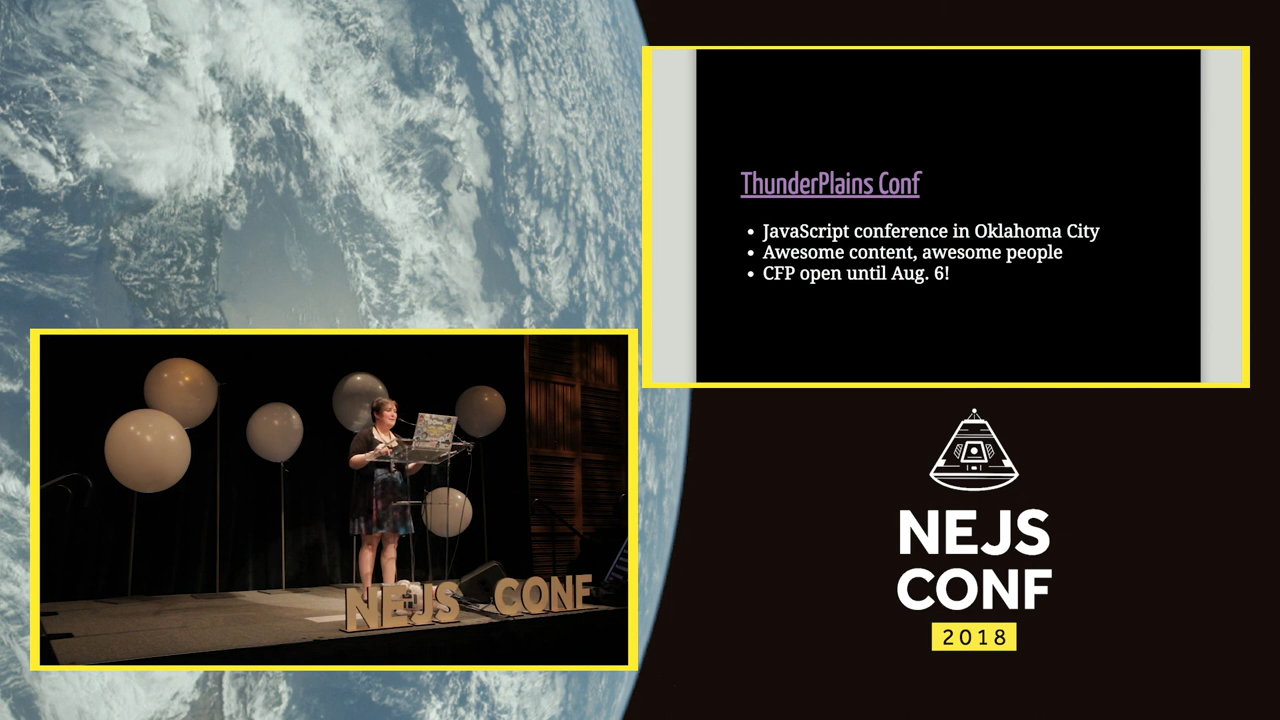 ThunderPlains Conf
• JavaScript conference in Oklahoma City
• Awesome content, awesome people
• CFP open until Aug. 6!
NEJS CONF
NEJS
CONF
2018